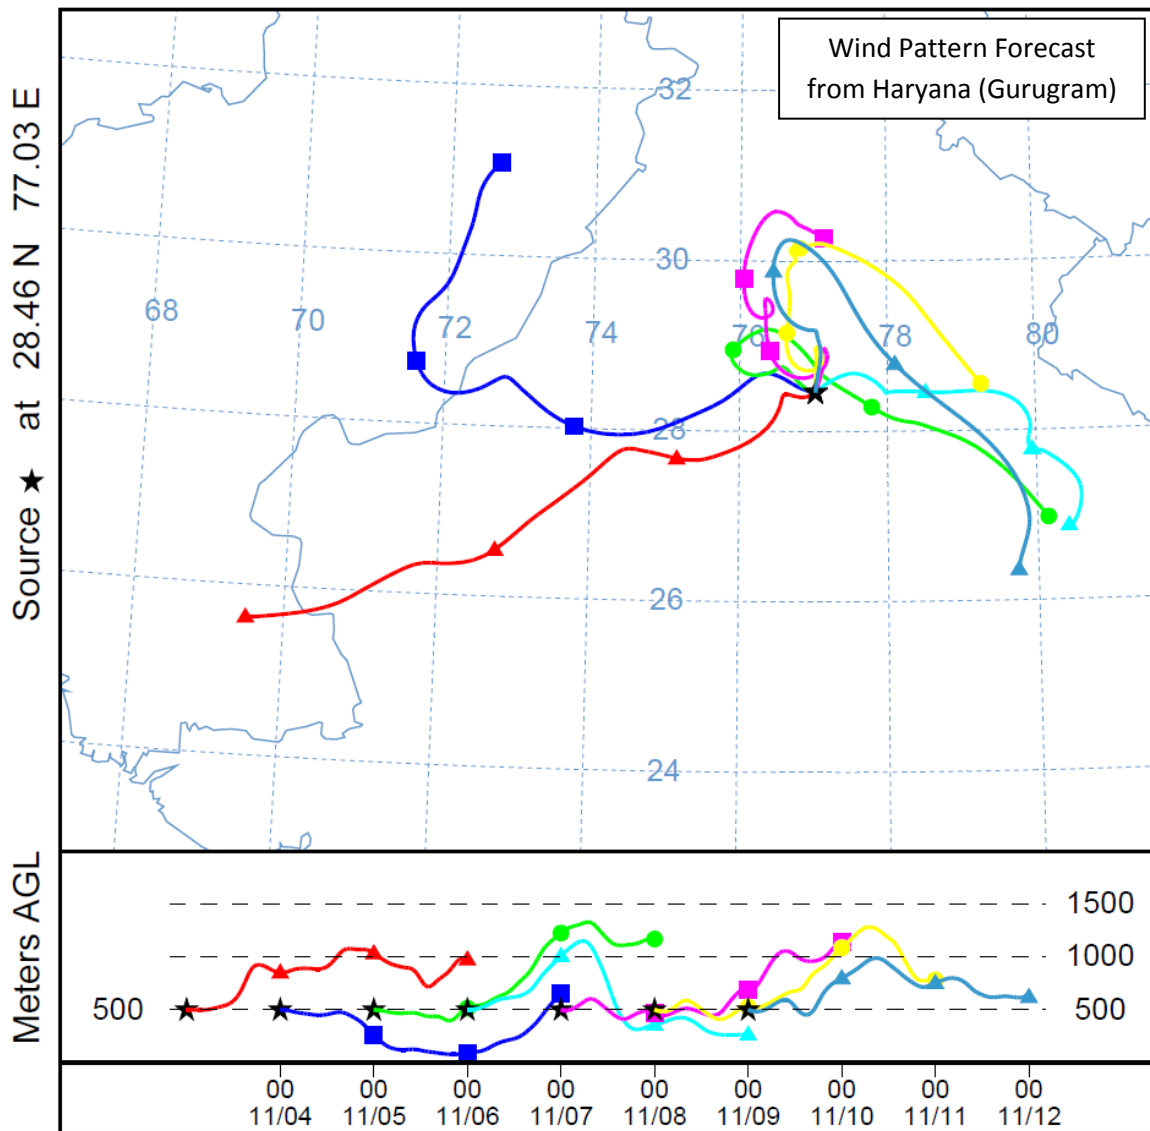 Wind Pattern Forecast
from Haryana (Gurugram)
Source ★ at 28.46 N 77.03 E
32
30
68
70
72
74
76
78
80
28
26
24
Meters AGL
1500
1000
500
500
00 00 00 00 00 00 00 00 00
11/04 11/05 11/06 11/07 11/08 11/09 11/10 11/11 11/12